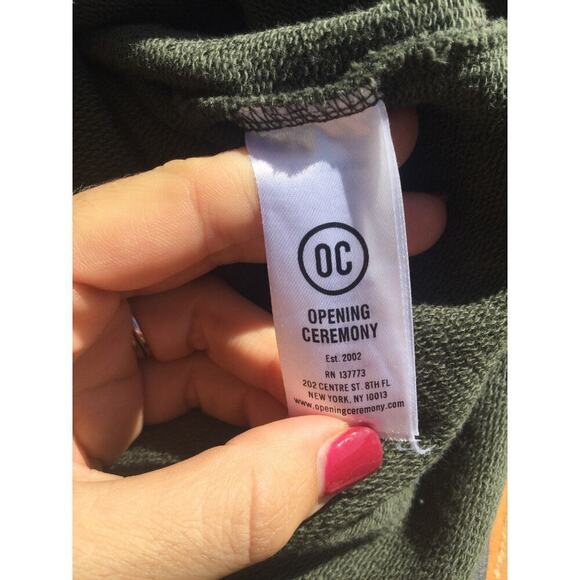 OC
OPENING
CEREMONY
Est. 2002
RN 137773
202 CENTRE ST. 8TH FL
NEW YORK, NY 10013
www.openingceremony.com